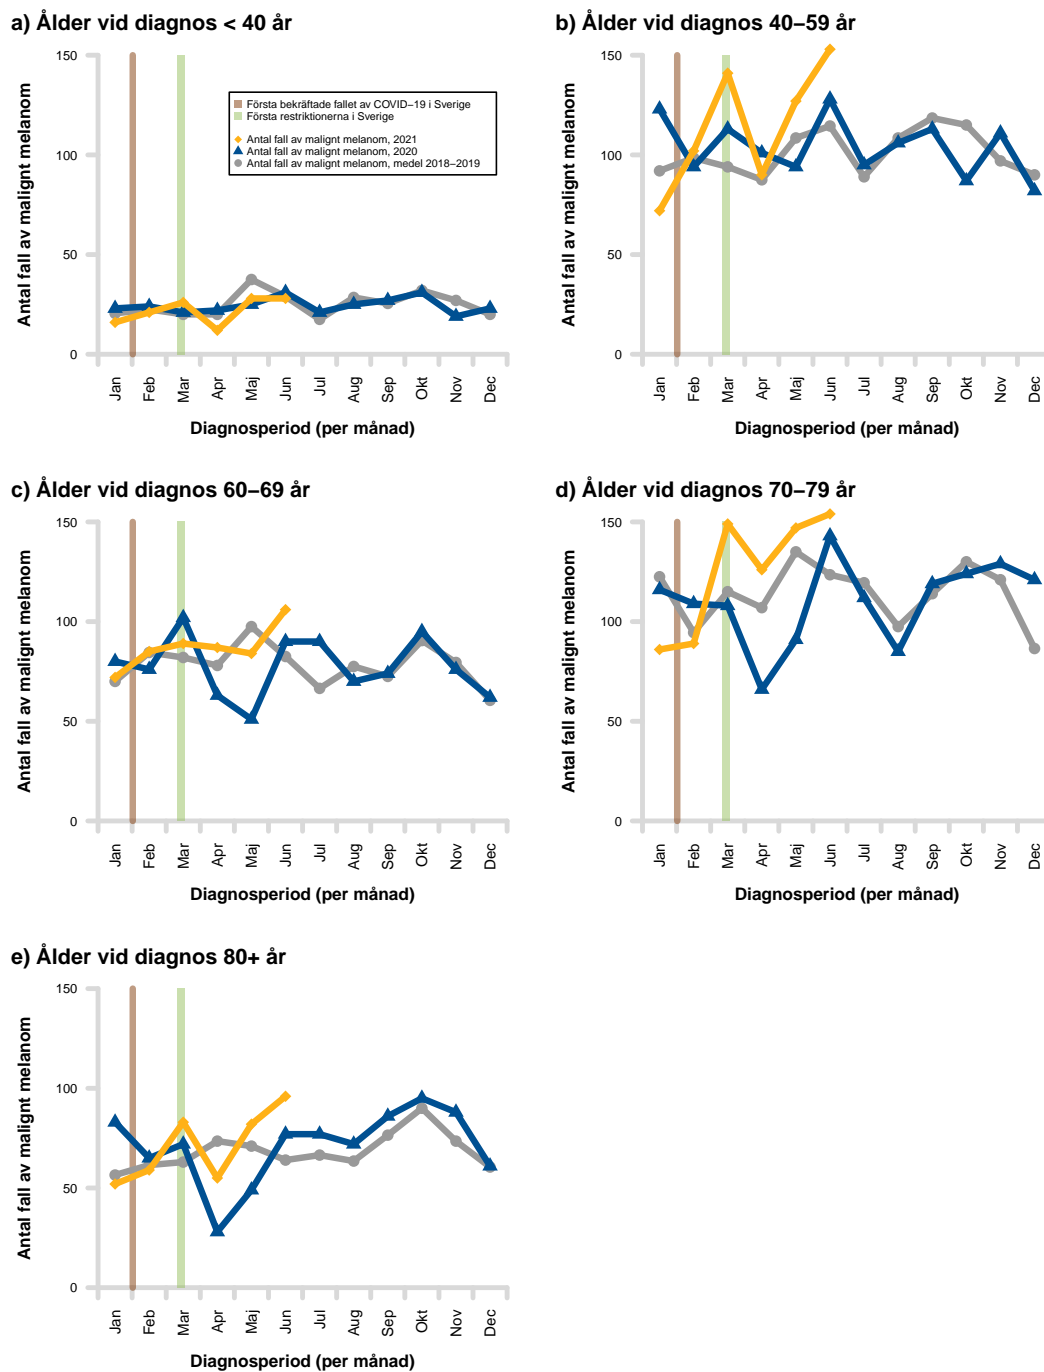 a) Ålder vid diagnos < 40 år
Antal fall av malignt melanom
150
100
50
0
Första bekräftade fallet av COVID−19 i Sverige
Första restriktionerna i Sverige
Antal fall av malignt melanom, 2021
Antal fall av malignt melanom, 2020
Antal fall av malignt melanom, medel 2018−2019
Jan Feb Mar Apr Maj Jun Jul Aug Sep Okt Nov Dec
Diagnosperiod (per månad)
b) Ålder vid diagnos 40−59 år
Antal fall av malignt melanom
150
100
50
0
Jan Feb Mar Apr Maj Jun Jul Aug Sep Okt Nov Dec
Diagnosperiod (per månad)
c) Ålder vid diagnos 60−69 år
Antal fall av malignt melanom
150
100
50
0
Jan Feb Mar Apr Maj Jun Jul Aug Sep Okt Nov Dec
Diagnosperiod (per månad)
d) Ålder vid diagnos 70−79 år
Antal fall av malignt melanom
150
100
50
0
Jan Feb Mar Apr Maj Jun Jul Aug Sep Okt Nov Dec
Diagnosperiod (per månad)
e) Ålder vid diagnos 80+ år
Antal fall av malignt melanom
150
100
50
0
Jan Feb Mar Apr Maj Jun Jul Aug Sep Okt Nov Dec
Diagnosperiod (per månad)